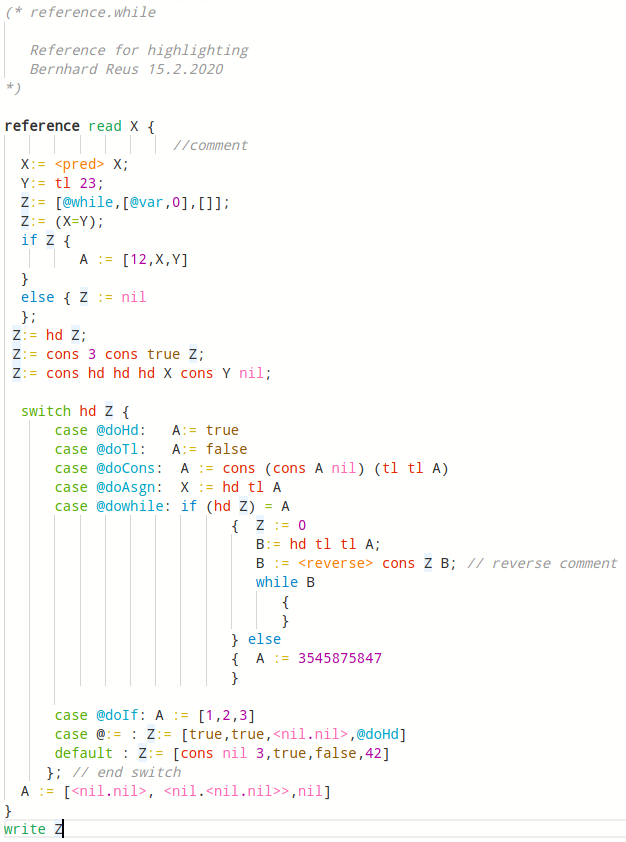 (* reference.while
Reference for highlighting
Bernhard Reus 15.2.2020
*)
reference read X {
//comment
X:= <pred> X;
Y:= tl 23;
Z:= [@while,[@var,0],[]];
Z:= (X=Y);
if Z {
A := [12,X,Y]
}
else { Z := nil
};
Z:= hd Z;
Z:= cons 3 cons true Z;
Z:= cons hd hd hd X cons Y nil;
switch hd Z {
case @doHd: A:= true
case @doTl: A:= false
case @doCons: A := cons (cons A nil) (tl tl A)
case @doAsgn: X := hd tl A
case @dowhile: if (hd Z) = A
{ Z := 0
B:= hd tl tl A;
B := <reverse> cons Z B; // reverse comment
while B
{
}
} else
{ A := 3545875847
}
case @doIf: A := [1,2,3]
case @:= : Z:= [true,true,<nil.nil>,@doHd]
default : Z:= [cons nil 3,true,false,42]
}; // end switch
A := [<nil.nil>, <nil.<nil.nil>>,nil]
}
write Z